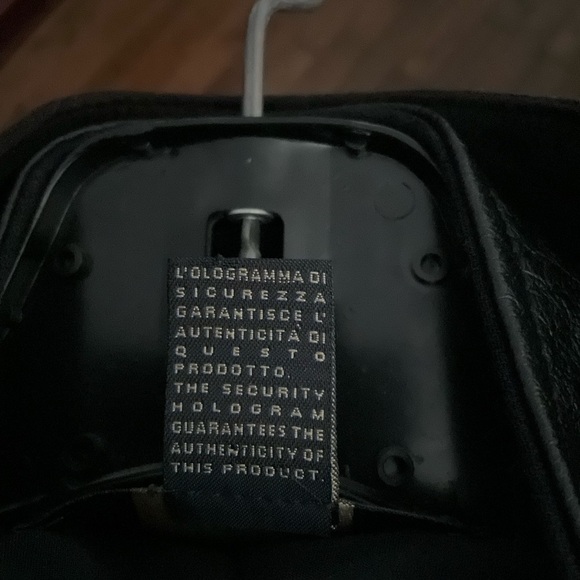 L'OLOGRAMMA DI
SICUREZZA
GARANTISCE L'
AUTENTICITÀ DI
QUESTO
PRODOTTO.
THE SECURITY
HOLOGRAM
GUARANTEES THE
AUTHENTICITY OF
THIS PRODUCT.